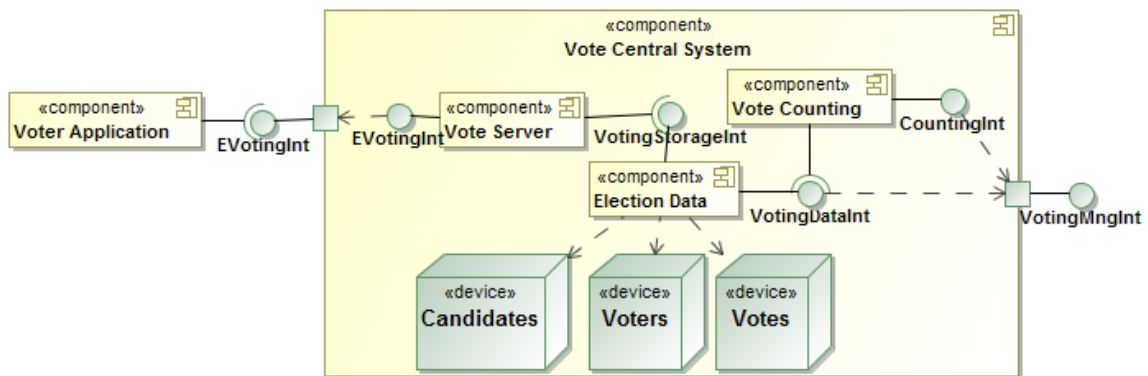 «component»
Vote Central System
«component»
Voter Application
EVotingInt
EVotingInt
«component»
Vote Server
VotingStorageInt
«component»
Vote Counting
CountingInt
«component»
Election Data
VotingDataInt
VotingMngInt
«device»
Candidates
«device»
Voters
«device»
Votes